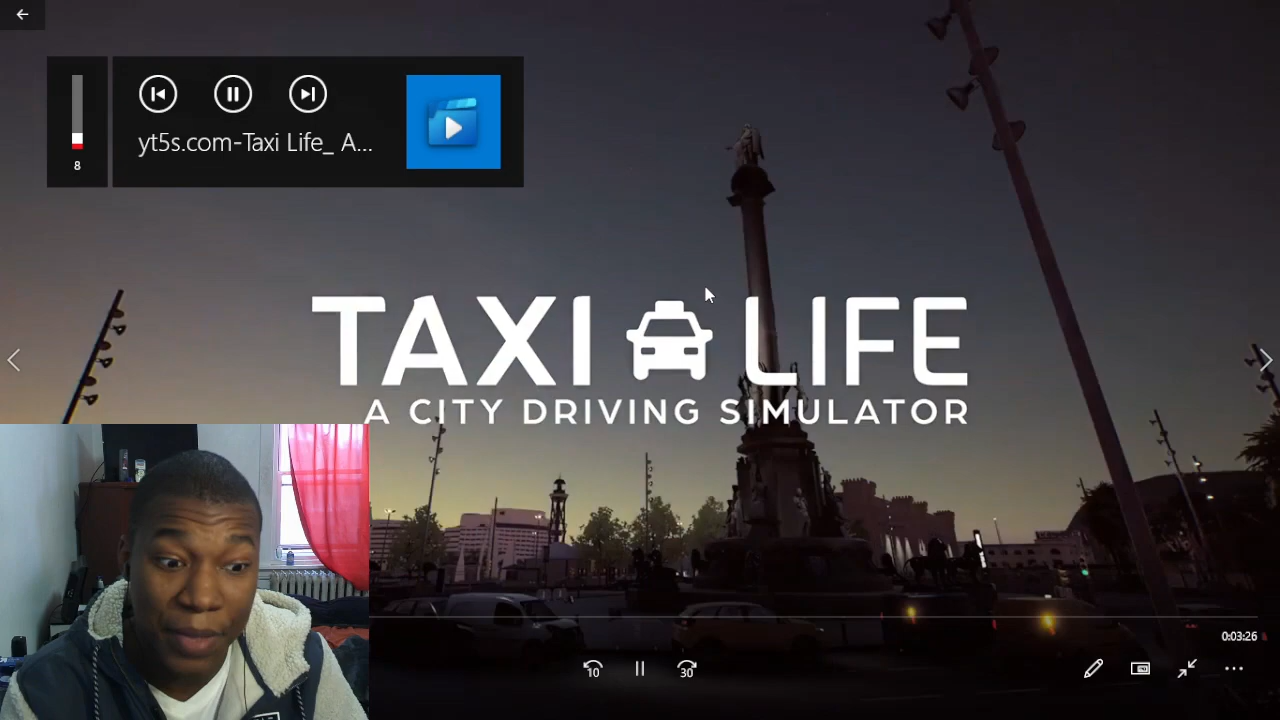 8
yt5s.com-Taxi Life_ A...
TAXI LIFE
A CITY DRIVING SIMULATOR
0:03:26
10
30